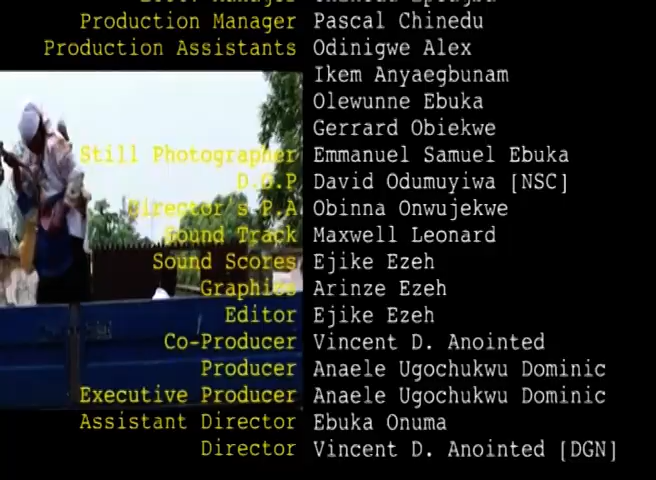 Production Manager Pascal Chinedu
Production Assistants Odinigwe Alex
Ikem Anyaegbunam
Olewunne Ebuka
Gerrard Obiekwe
Still Photographer Emmanuel Samuel Ebuka
D.O.P David Odumuyiwa [NSC]
Director's P.A Obinna Onwujekwe
Sound Track Maxwell Leonard
Sound Scores Ejike Ezeh
Graphics Arinze Ezeh
Editor Ejike Ezeh
Co-Producer Vincent D. Anointed
Producer Anaele Ugochukwu Dominic
Executive Producer Anaele Ugochukwu Dominic
Assistant Director Ebuka Onuma
Director Vincent D. Anointed [DGN]